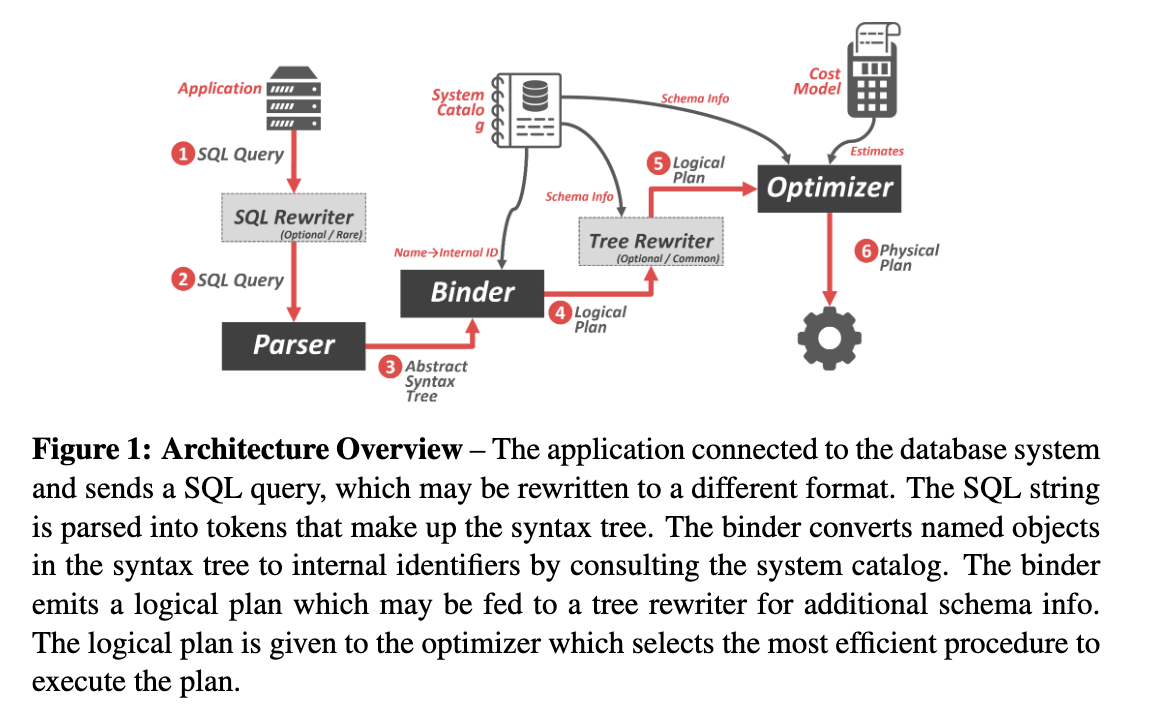 Application
1 SQL Query
SQL Rewriter
(Optional / Rare)
2 SQL Query
Parser
3 Abstract
Syntax
Tree
System
Catalo
g
Name→Internal ID
Binder
4 Logical
Plan
Schema Info
Tree Rewriter
(Optional / Common)
5 Logical
Plan
Schema Info
Cost
Model
Estimates
Optimizer
6 Physical
Plan
Figure 1: Architecture Overview – The application connected to the database system
and sends a SQL query, which may be rewritten to a different format. The SQL string
is parsed into tokens that make up the syntax tree. The binder converts named objects
in the syntax tree to internal identifiers by consulting the system catalog. The binder
emits a logical plan which may be fed to a tree rewriter for additional schema info.
The logical plan is given to the optimizer which selects the most efficient procedure to
execute the plan.